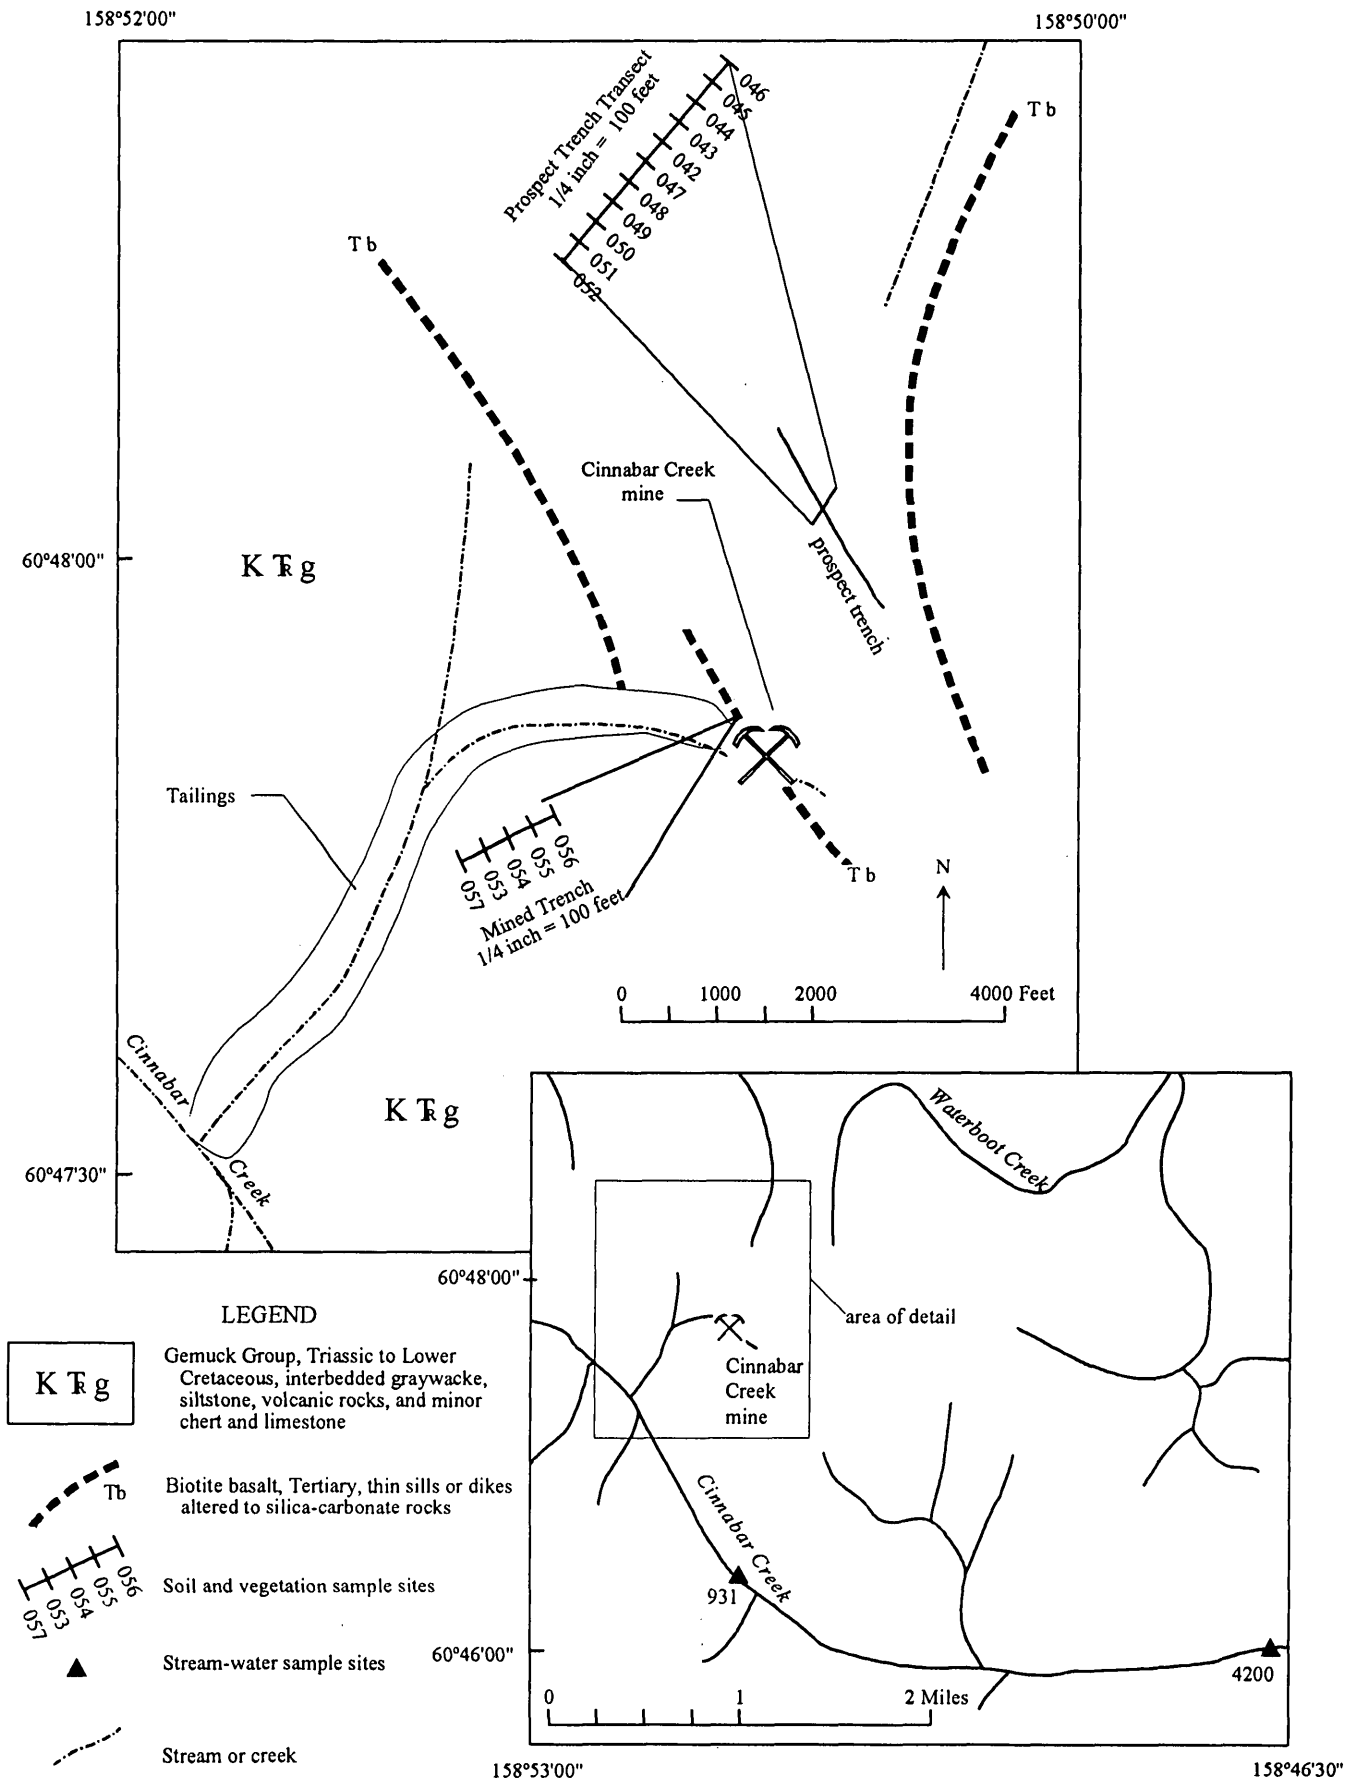 158°52'00"
158°50'00"
Prospect Trench Transect
1/4 inch = 100 feet
046
045
044
043
042
047
048
049
050
051
052
Tb
Tb
Cinnabar Creek
mine
prospect trench
60°48'00"
KTRg
Tailings
056
055
054
053
057
Mined Trench
1/4 inch = 100 feet
Tb
N
0 1000 2000 4000 Feet
Cinnabar
Creek
KTRg
60°47'30"
Waterboot Creek
60°48'00"
area of detail
Cinnabar
Creek
mine
Cinnabar Creek
931
60°46'00"
4200
0 1 2 Miles
158°53'00"
158°46'30"
LEGEND
KTRg
Gemuck Group, Triassic to Lower
Cretaceous, interbedded graywacke,
siltstone, volcanic rocks, and minor
chert and limestone
Tb
Biotite basalt, Tertiary, thin sills or dikes
altered to silica-carbonate rocks
056
055
054
053
057
Soil and vegetation sample sites
Stream-water sample sites
Stream or creek